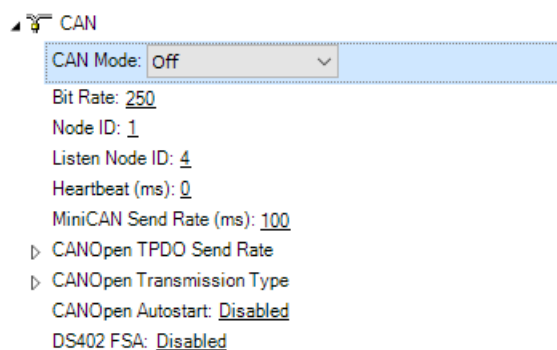 CAN
CAN Mode: Off
Bit Rate: 250
Node ID: 1
Listen Node ID: 4
Heartbeat (ms): 0
MiniCAN Send Rate (ms): 100
CANOpen TPDO Send Rate
CANOpen Transmission Type
CANOpen Autostart: Disabled
DS402 FSA: Disabled